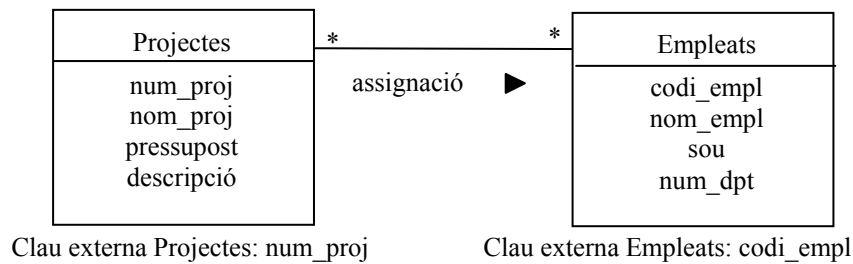 Projectes
num_proj
nom_proj
pressupost
descripció
* *
assignació
Empleats
codi_empl
nom_empl
sou
num_dpt
Clau externa Projectes: num_proj
Clau externa Empleats: codi_empl